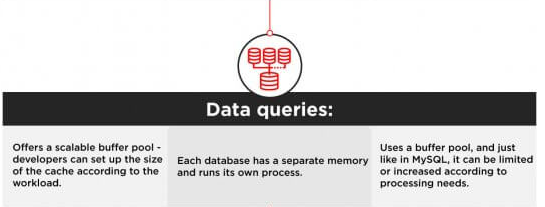 Data queries:
Offers a scalable buffer pool -
developers can set up the size
of the cache according to the
workload.
Each database has a separate memory
and runs its own process.
Uses a buffer pool, and just
like in MySQL, it can be limited
or increased according to
processing needs.